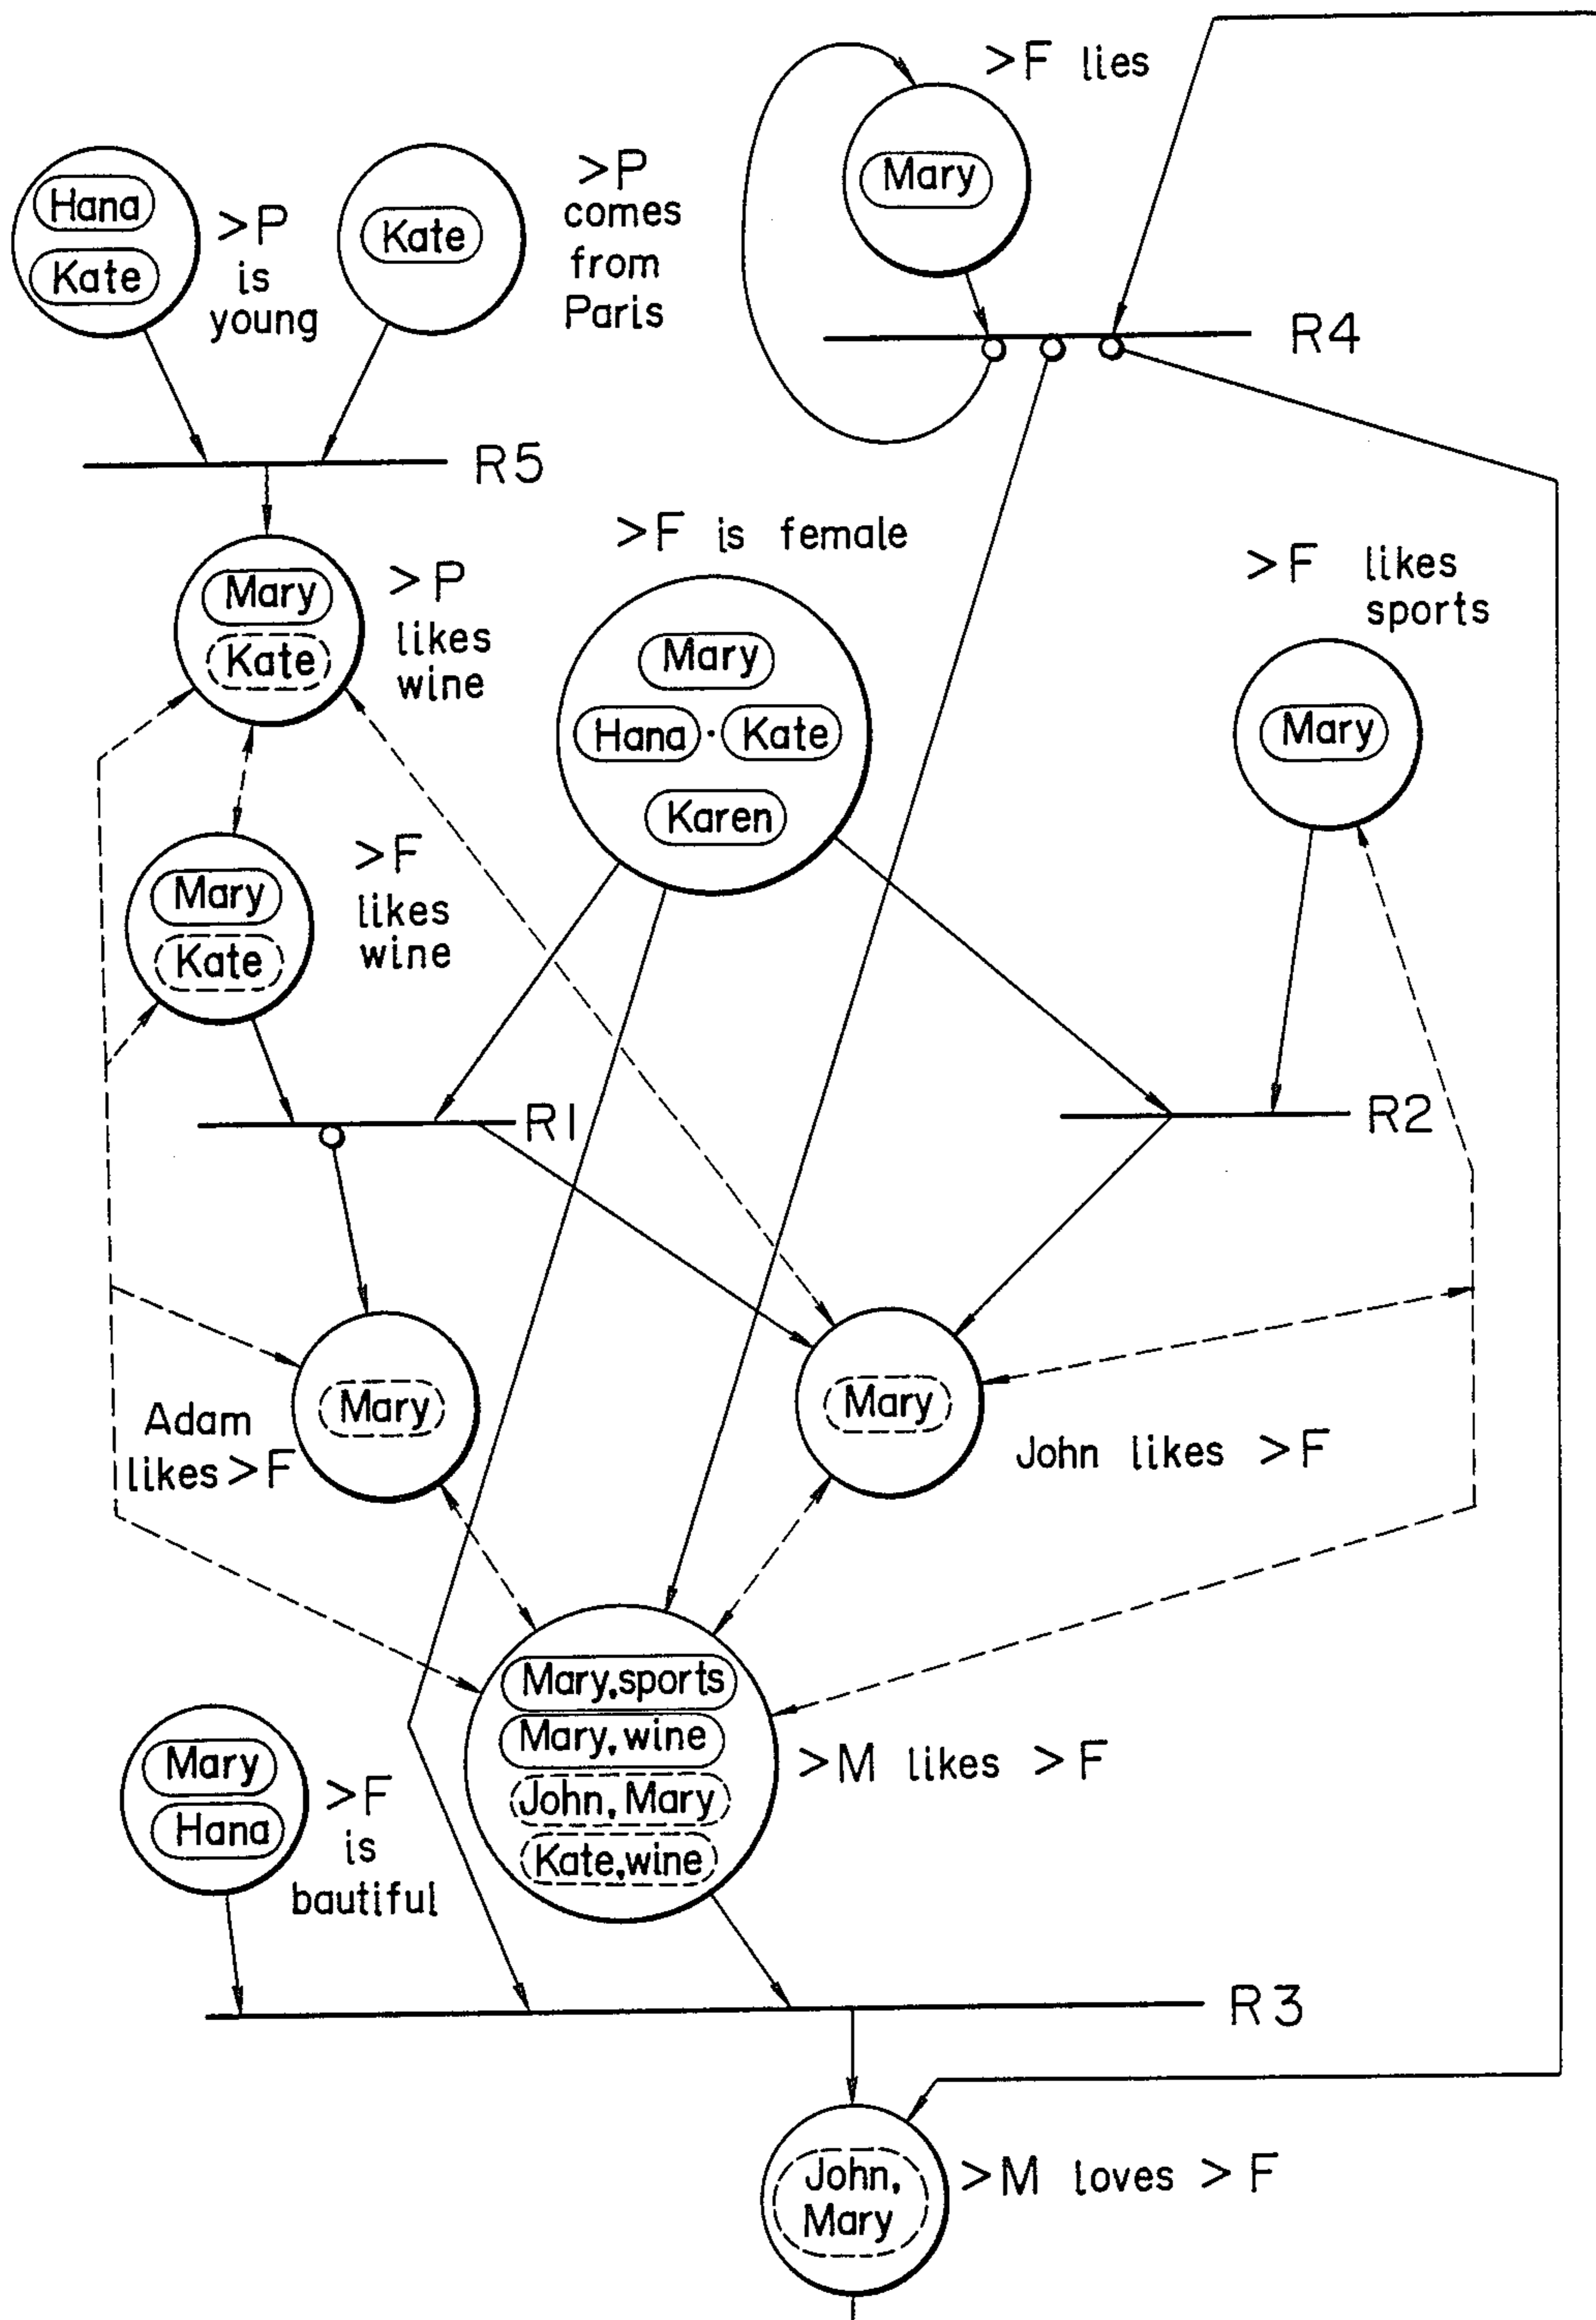 >F lies
Mary
Hana
Kate
>P
is
young
Kate
>P
comes
from
Paris
R4
R5
>F is female
>F likes
sports
Mary
Kate
>P
likes
wine
Mary
Hana · Kate
Karen
Mary
Mary
Kate
>F
likes
wine
R1
R2
Adam
likes >F
Mary
Mary
John likes >F
Mary,sports
Mary,wine
John, Mary
Kate,wine
>M likes >F
Mary
Hana
>F
is
bautiful
R3
John,
Mary
>M loves >F